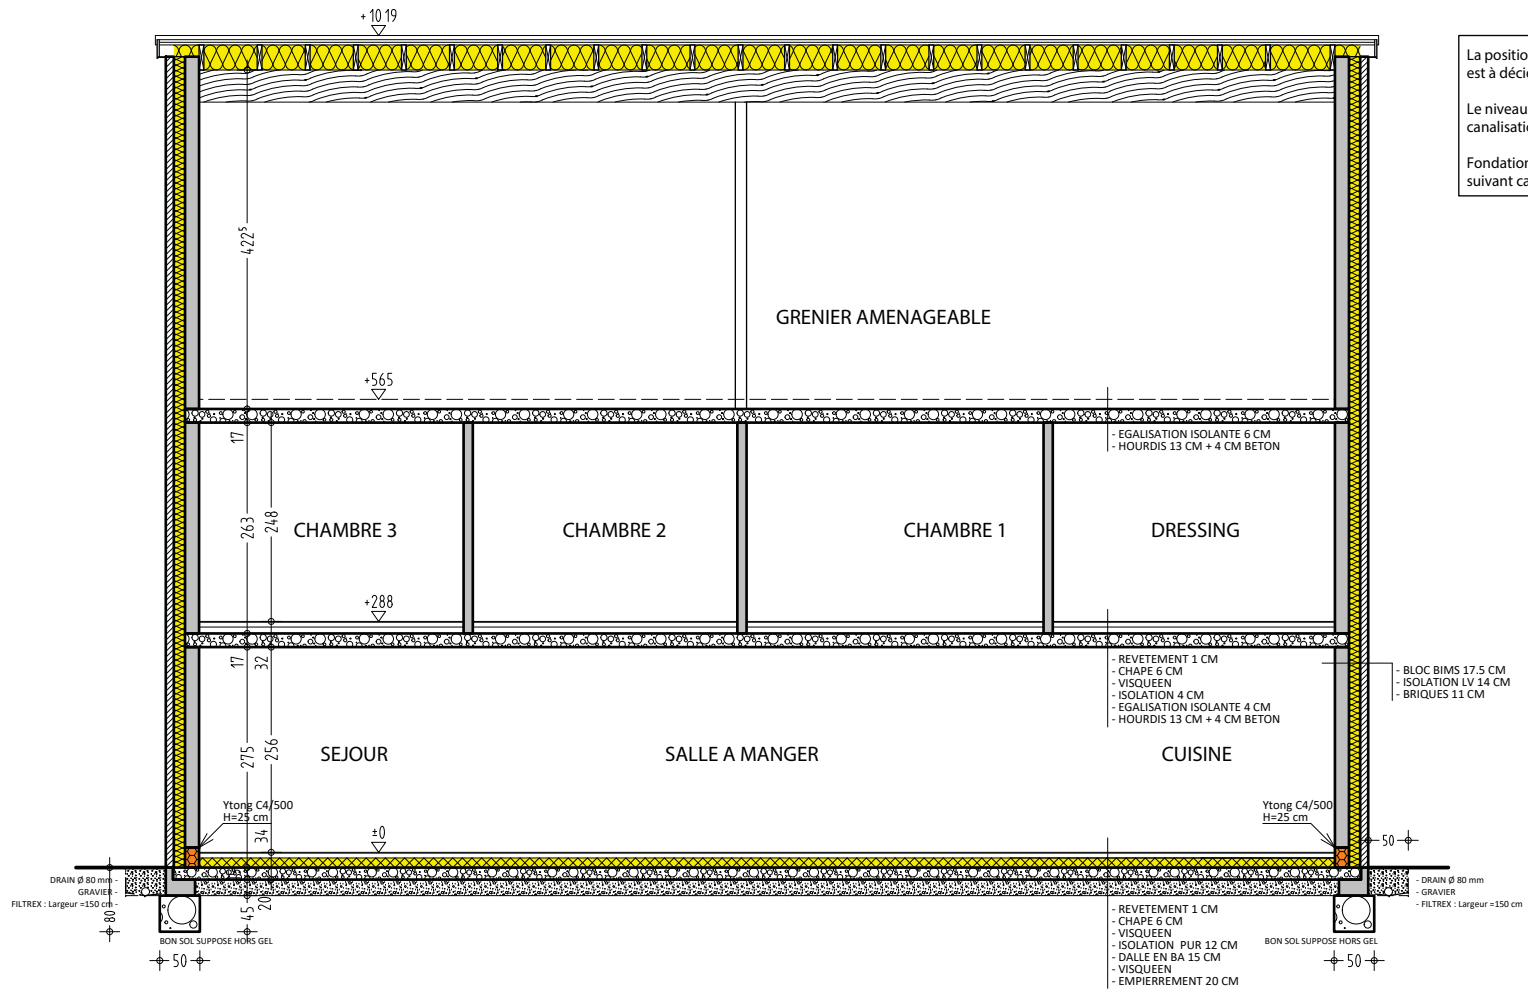 +1019
La positio
est à déci
Le niveau
canalisati
Fondation
suivant ca
422⁵
GRENIER AMENAGEABLE
+565
17
- EGALISATION ISOLANTE 6 CM
- HOURDIS 13 CM + 4 CM BETON
263
248
CHAMBRE 3
CHAMBRE 2
CHAMBRE 1
DRESSING
+288
17
32
- REVETEMENT 1 CM
- CHAPE 6 CM
- VISQUEEN
- ISOLATION 4 CM
- EGALISATION ISOLANTE 4 CM
- HOURDIS 13 CM + 4 CM BETON
- BLOC BIMS 17.5 CM
- ISOLATION LV 14 CM
- BRIQUES 11 CM
275
256
SEJOUR
SALLE A MANGER
CUISINE
Ytong C4/500
H=25 cm
Ytong C4/500
H=25 cm
34
±0
50
DRAIN Ø 80 mm -
GRAVIER -
FILTREX : Largeur =150 cm -
80
45
20
- DRAIN Ø 80 mm
- GRAVIER
- FILTREX : Largeur =150 cm
- REVETEMENT 1 CM
- CHAPE 6 CM
- VISQUEEN
- ISOLATION PUR 12 CM
- DALLE EN BA 15 CM
- VISQUEEN
- EMPIERREMENT 20 CM
BON SOL SUPPOSE HORS GEL
BON SOL SUPPOSE HORS GEL
50
50